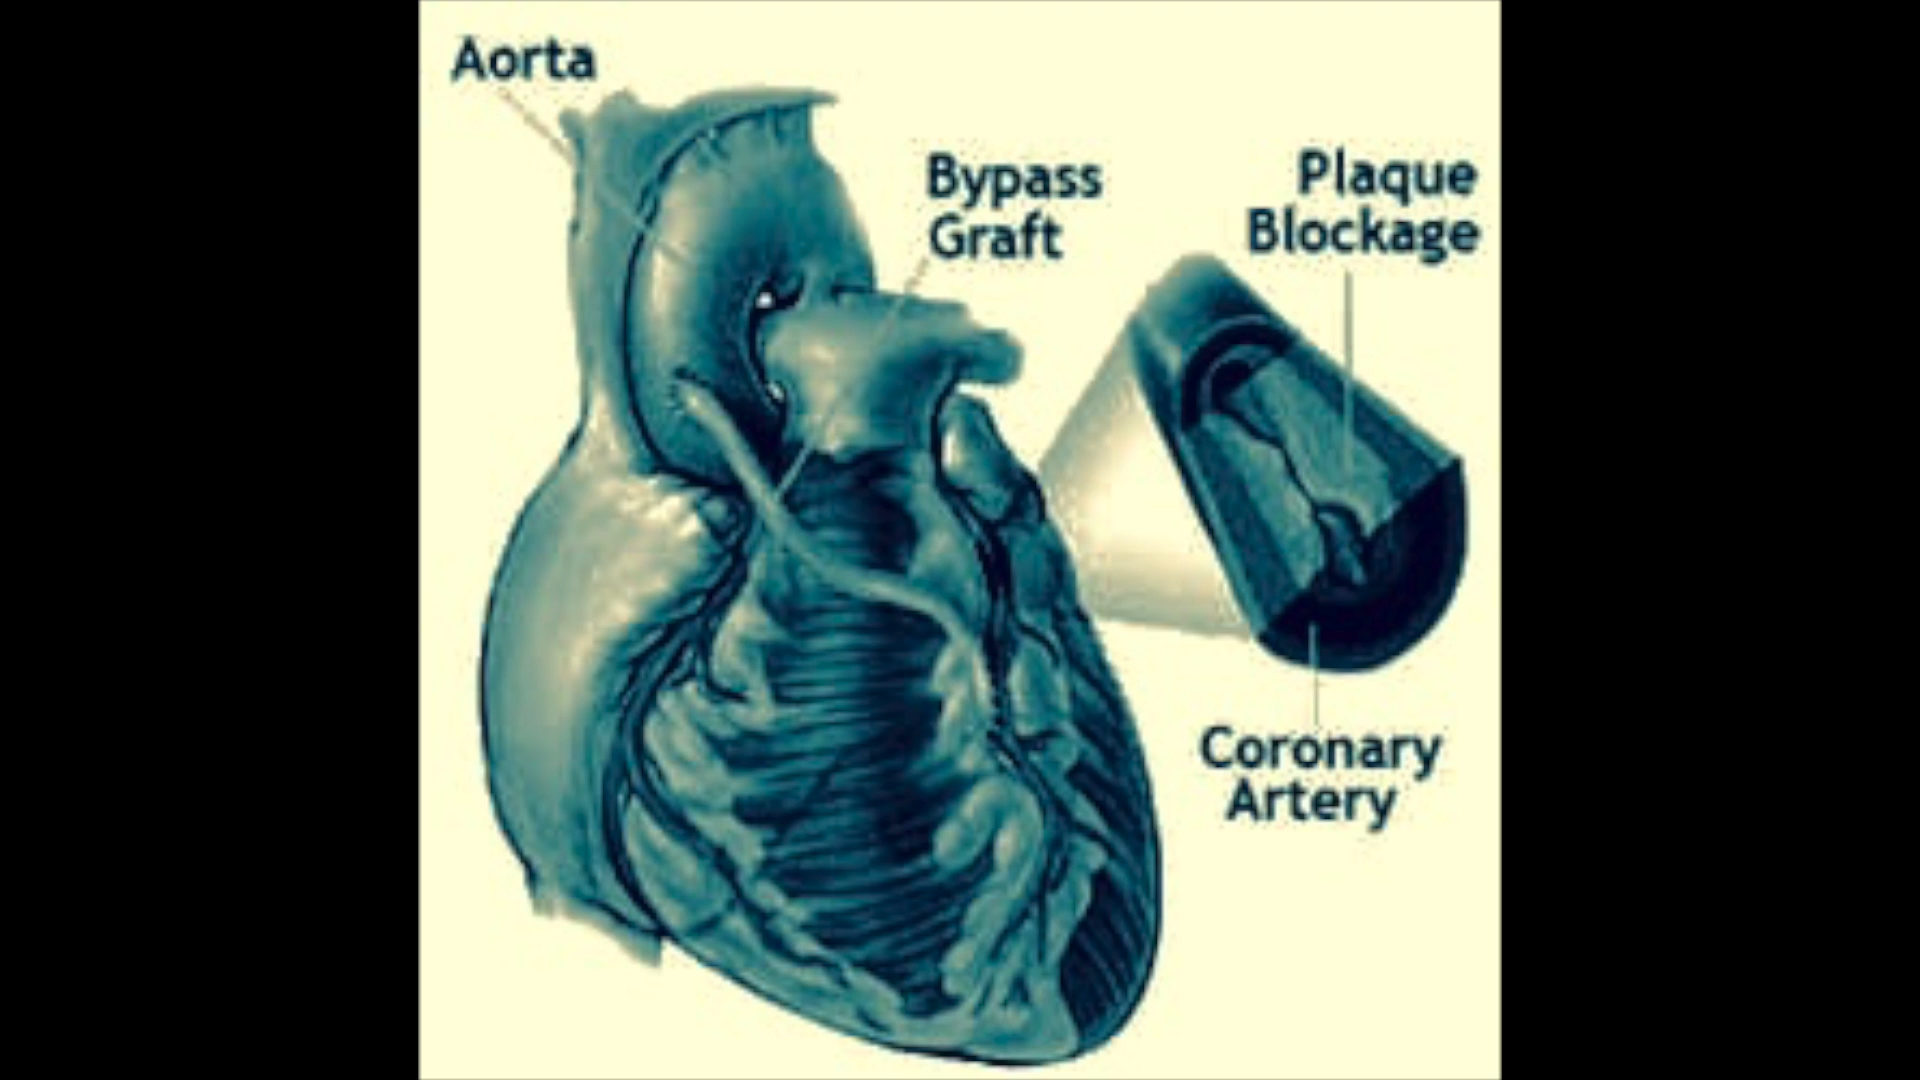 Aorta
Bypass
Graft
Plaque
Blockage
Coronary
Artery